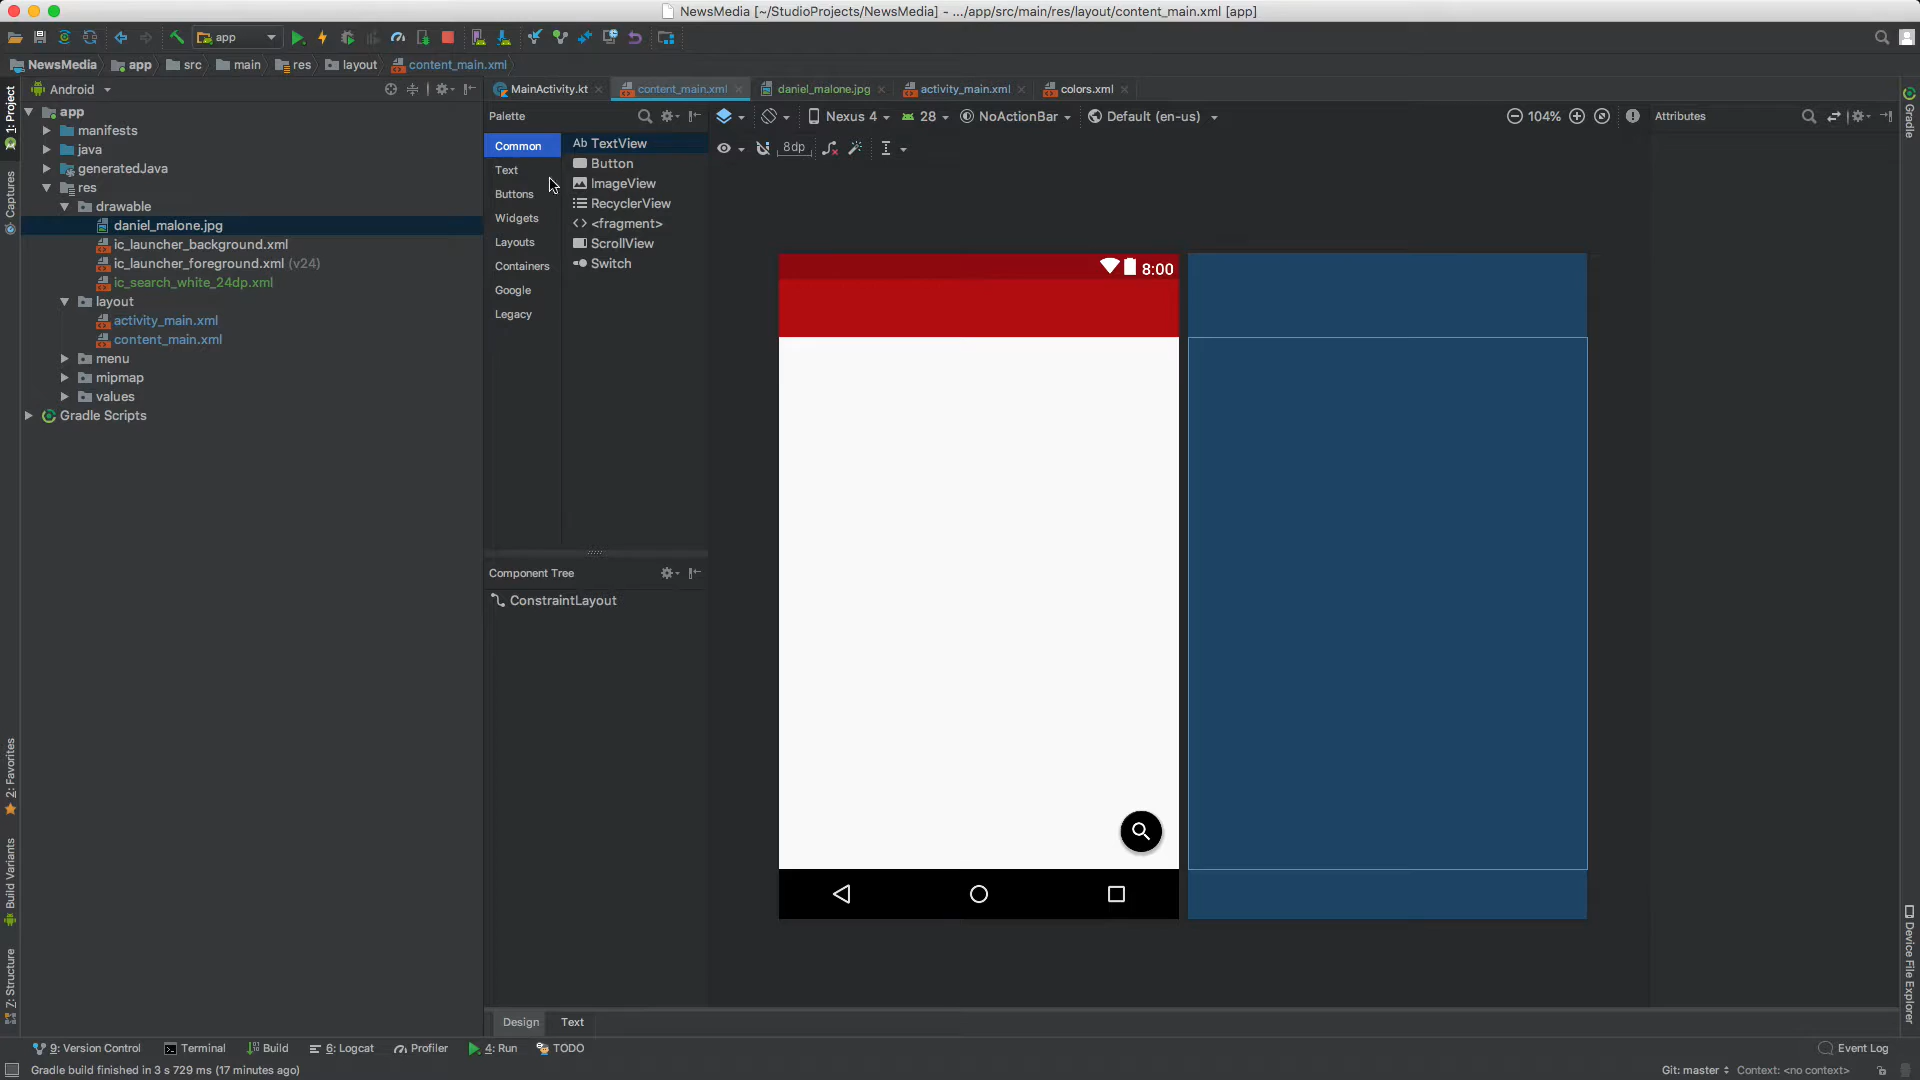 NewsMedia [~/StudioProjects/NewsMedia] - .../app/src/main/res/layout/content_main.xml [app]
app
NewsMedia app src main res layout content_main.xml
Android
MainActivity.kt content_main.xml daniel_malone.jpg activity_main.xml colors.xml
1: Project
Captures
2: Favorites
Build Variants
Z: Structure
app
manifests
java
generatedJava
res
drawable
daniel_malone.jpg
ic_launcher_background.xml
ic_launcher_foreground.xml (v24)
ic_search_white_24dp.xml
layout
activity_main.xml
content_main.xml
menu
mipmap
values
Gradle Scripts
Palette
Common
Text
Buttons
Widgets
Layouts
Containers
Google
Legacy
Ab TextView
Button
ImageView
RecyclerView
<fragment>
ScrollView
Switch
Component Tree
ConstraintLayout
Nexus 4 28 NoActionBar Default (en-us) 104%
8dp
8:00
Attributes
Gradle
Device File Explorer
Design Text
9: Version Control Terminal Build 6: Logcat Profiler 4: Run TODO Event Log
Gradle build finished in 3 s 729 ms (17 minutes ago) Git: master Context: <no context>